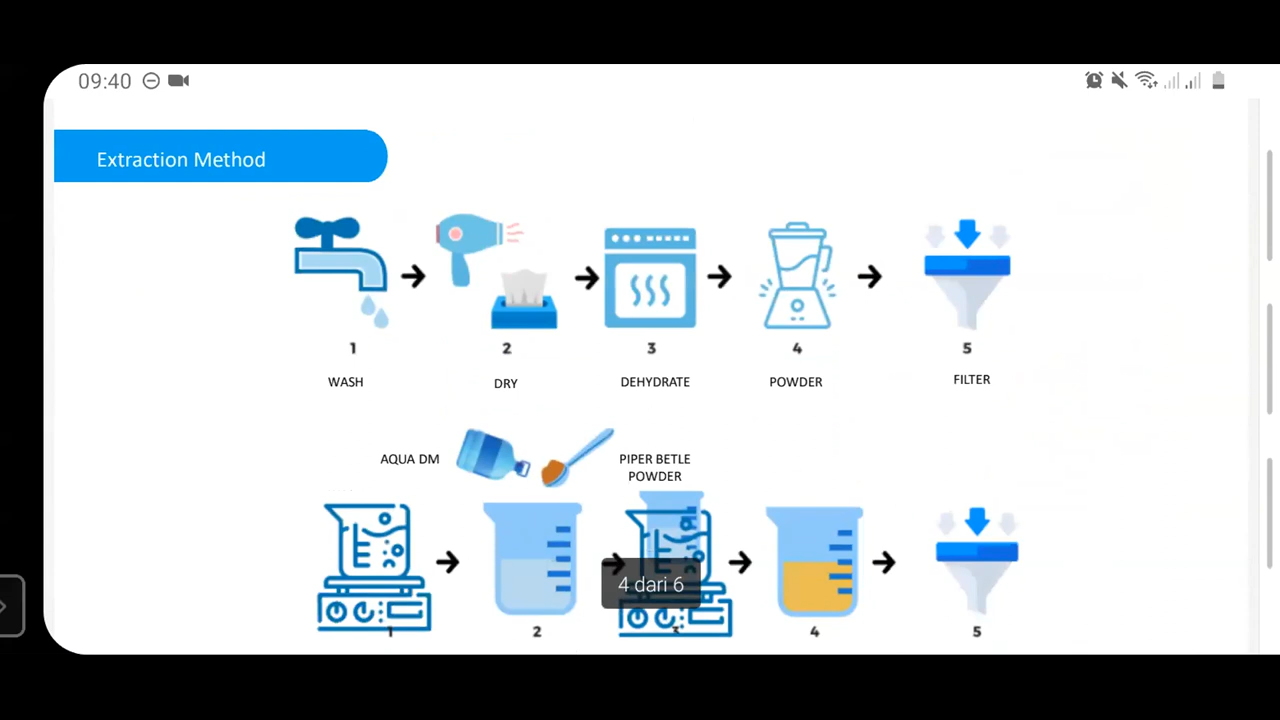 09:40
Extraction Method
1 2 3 4 5
WASH DRY DEHYDRATE POWDER FILTER
AQUA DM
PIPER BETLE
POWDER
4 dari 6
1 2 3 4 5